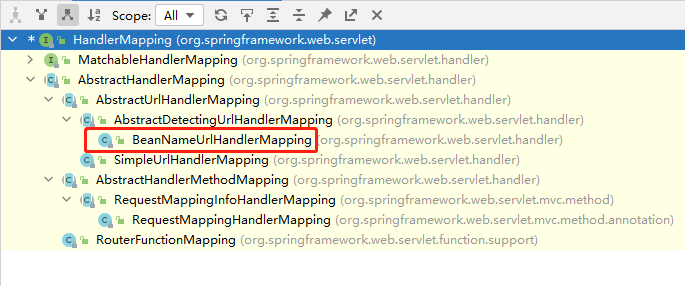 Scope: All
* HandlerMapping (org.springframework.web.servlet)
MatchableHandlerMapping (org.springframework.web.servlet.handler)
AbstractHandlerMapping (org.springframework.web.servlet.handler)
AbstractUrlHandlerMapping (org.springframework.web.servlet.handler)
AbstractDetectingUrlHandlerMapping (org.springframework.web.servlet.handler)
BeanNameUrlHandlerMapping (org.springframework.web.servlet.handler)
SimpleUrlHandlerMapping (org.springframework.web.servlet.handler)
AbstractHandlerMethodMapping (org.springframework.web.servlet.handler)
RequestMappingInfoHandlerMapping (org.springframework.web.servlet.mvc.method)
RequestMappingHandlerMapping (org.springframework.web.servlet.mvc.method.annotation)
RouterFunctionMapping (org.springframework.web.servlet.function.support)